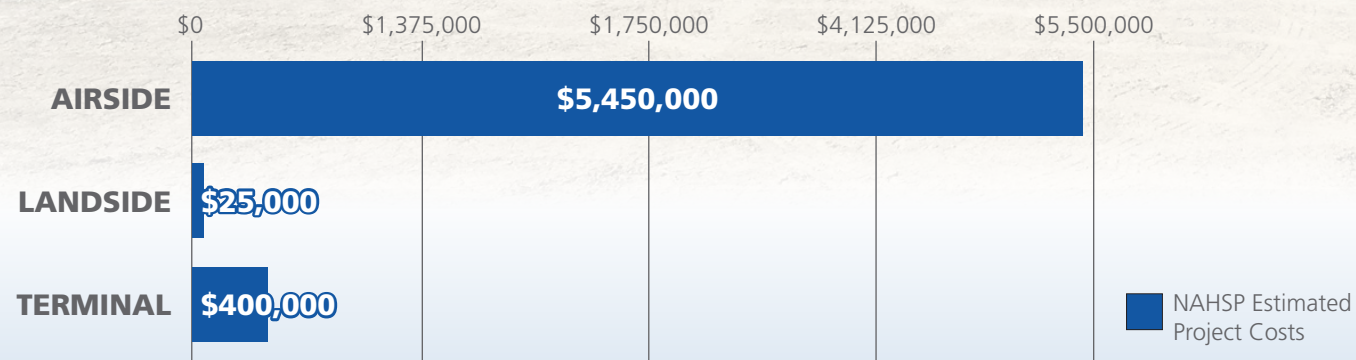 $0 $1,375,000 $1,750,000 $4,125,000 $5,500,000
AIRSIDE $5,450,000
LANDSIDE $25,000
TERMINAL $400,000
NAHSP Estimated
Project Costs